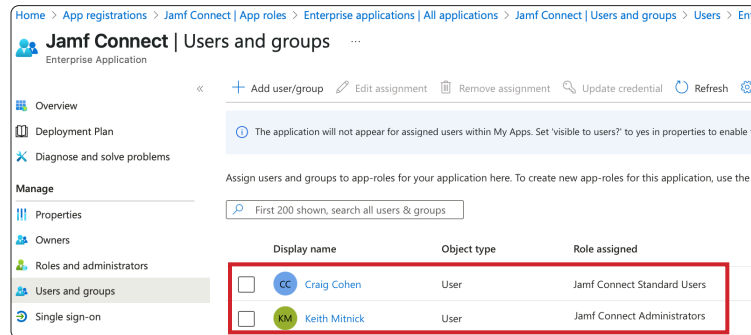 Home > App registrations > Jamf Connect | App roles > Enterprise applications | All applications > Jamf Connect | Users and groups > Users >
Jamf Connect | Users and groups ...
Enterprise Application
«
Add user/group Edit assignment Remove assignment Update credential Refresh
Overview
Deployment Plan
Diagnose and solve problems
Manage
Properties
Owners
Roles and administrators
Users and groups
Single sign-on
The application will not appear for assigned users within My Apps. Set 'visible to users?' to yes in properties to enable
Assign users and groups to app-roles for your application here. To create new app-roles for this application, use the
First 200 shown, search all users & groups
Display name Object type Role assigned
CC Craig Cohen User Jamf Connect Standard Users
KM Keith Mitnick User Jamf Connect Administrators